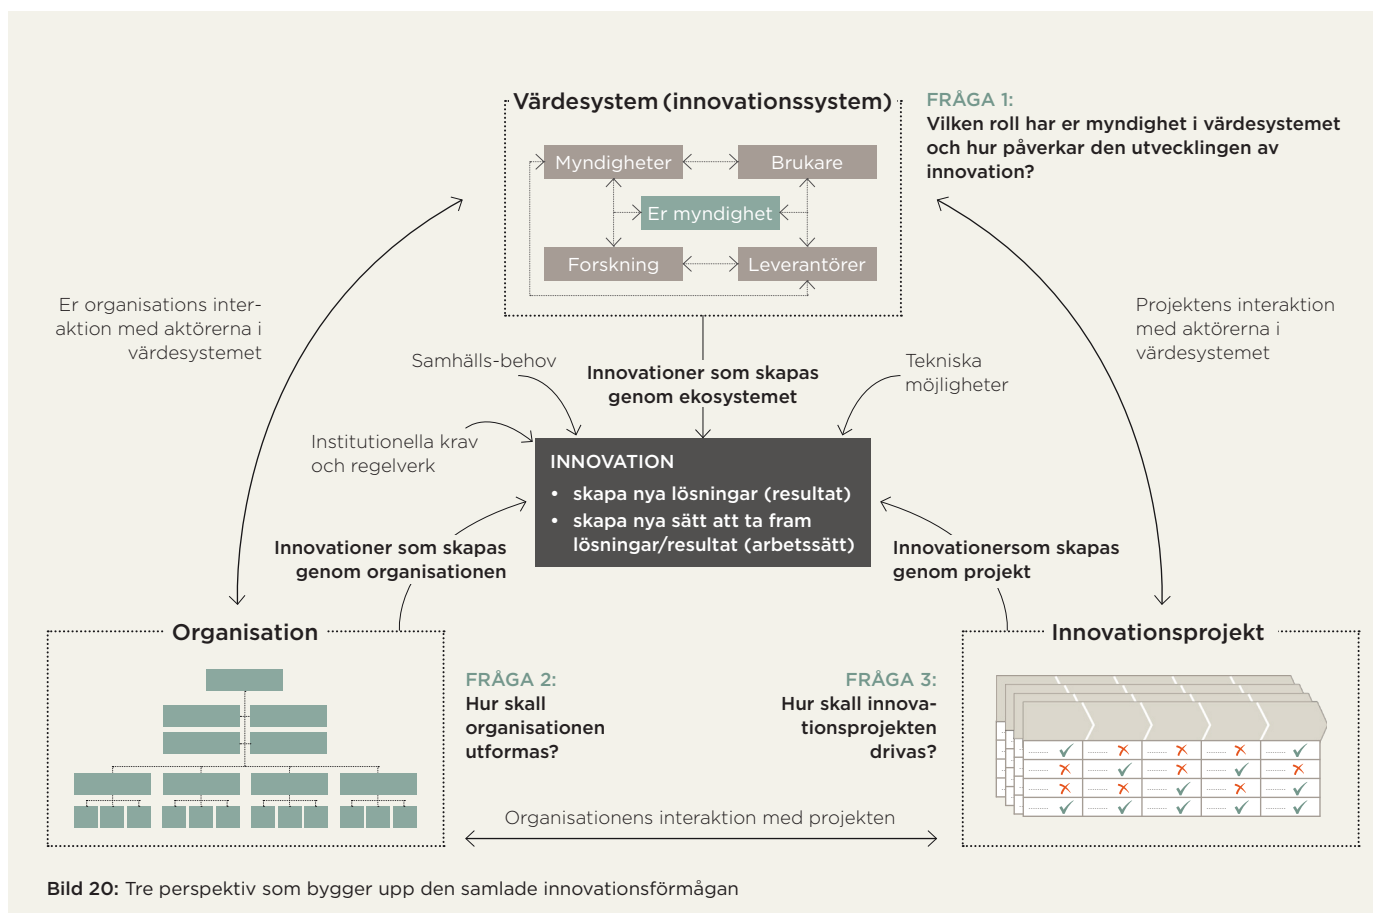 Värdesystem (innovationssystem)
FRÅGA 1:
Vilken roll har er myndighet i värdesystemet
och hur påverkar den utvecklingen av
innovation?
Myndigheter
Brukare
Er myndighet
Forskning
Leverantörer
Er organisations inter-
aktion med aktörerna i
värdesystemet
Projektens interaktion
med aktörerna i
värdesystemet
Samhälls-behov
Innovationer som skapas
genom ekosystemet
Tekniska
möjligheter
Institutionella krav
och regelverk
INNOVATION
• skapa nya lösningar (resultat)
• skapa nya sätt att ta fram
lösningar/resultat (arbetssätt)
Innovationer som skapas
genom organisationen
Innovationersom skapas
genom projekt
Organisation
Innovationsprojekt
FRÅGA 2:
Hur skall
organisationen
utformas?
FRÅGA 3:
Hur skall innova-
tionsprojekten
drivas?
Organisationens interaktion med projekten
Bild 20: Tre perspektiv som bygger upp den samlade innovationsförmågan